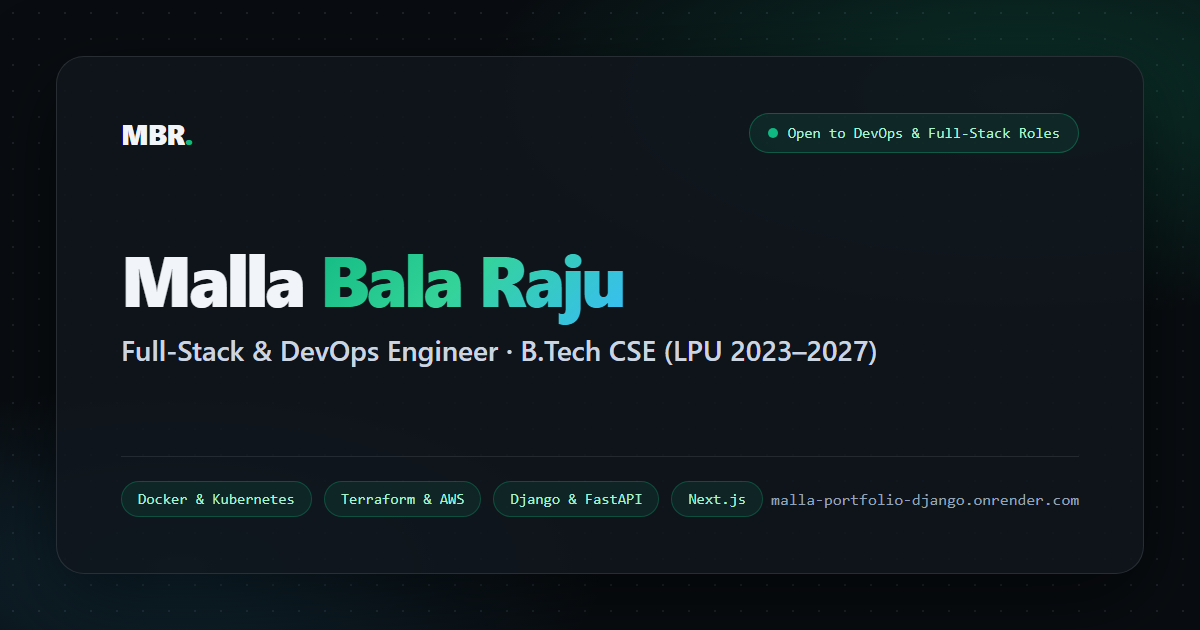 MBR.
Open to DevOps & Full-Stack Roles
Malla Bala Raju
Full-Stack & DevOps Engineer · B.Tech CSE (LPU 2023–2027)
Docker & Kubernetes
Terraform & AWS
Django & FastAPI
Next.js
malla-portfolio-django.onrender.com